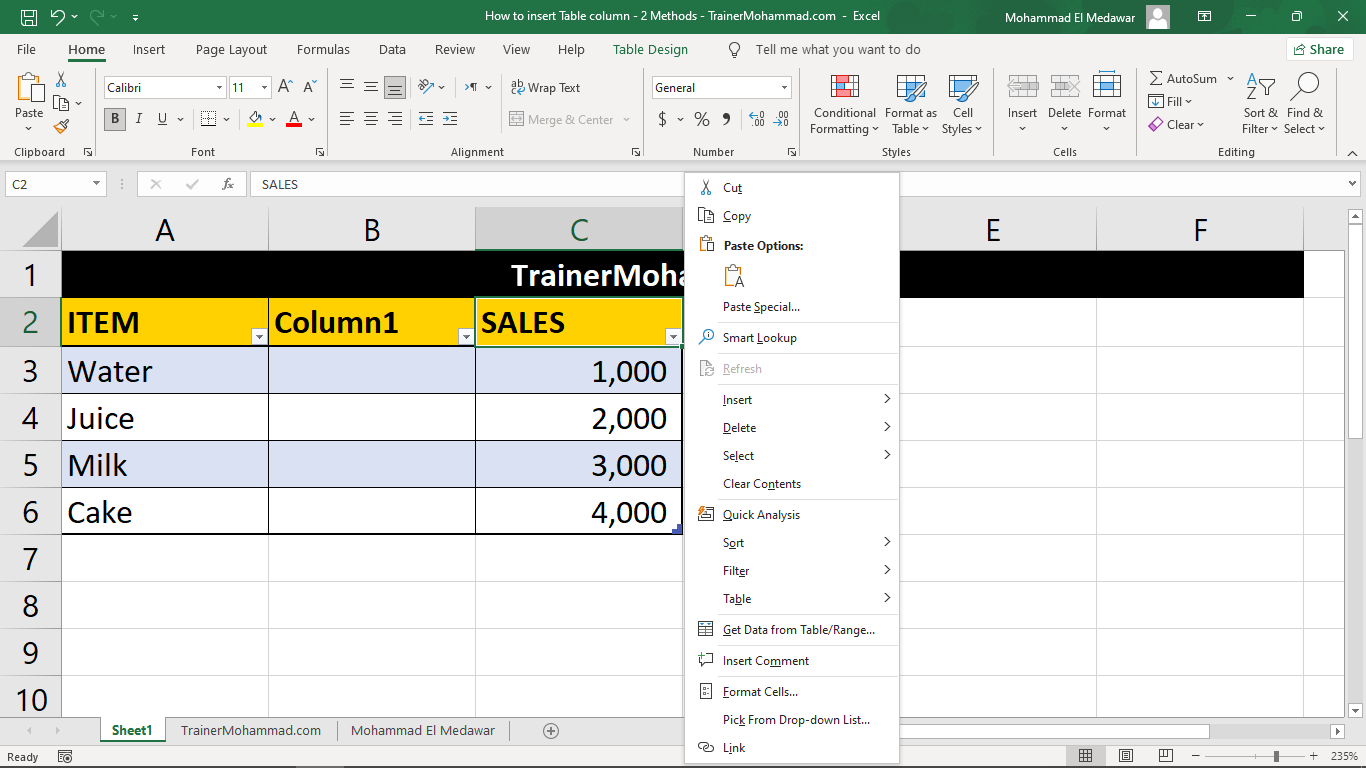 How to insert Table column - 2 Methods - TrainerMohammad.com - Excel
Mohammad El Medawar
File Home Insert Page Layout Formulas Data Review View Help Table Design Tell me what you want to do Share
Paste
Clipboard
Calibri 11
B I U A
Font
Wrap Text
Merge & Center
Alignment
General
$ % 9
Number
Conditional Formatting
Format as Table
Cell Styles
Styles
Insert Delete Format
Cells
AutoSum
Fill
Clear
Sort & Filter
Find & Select
Editing
C2 fx SALES
A B C E F
1 TrainerMoha
2 ITEM Column1 SALES
3 Water 1,000
4 Juice 2,000
5 Milk 3,000
6 Cake 4,000
7
8
9
10
Cut
Copy
Paste Options:
Paste Special...
Smart Lookup
Refresh
Insert
Delete
Select
Clear Contents
Quick Analysis
Sort
Filter
Table
Get Data from Table/Range...
Insert Comment
Format Cells...
Pick From Drop-down List...
Link
Sheet1 TrainerMohammad.com Mohammad El Medawar
Ready 235%